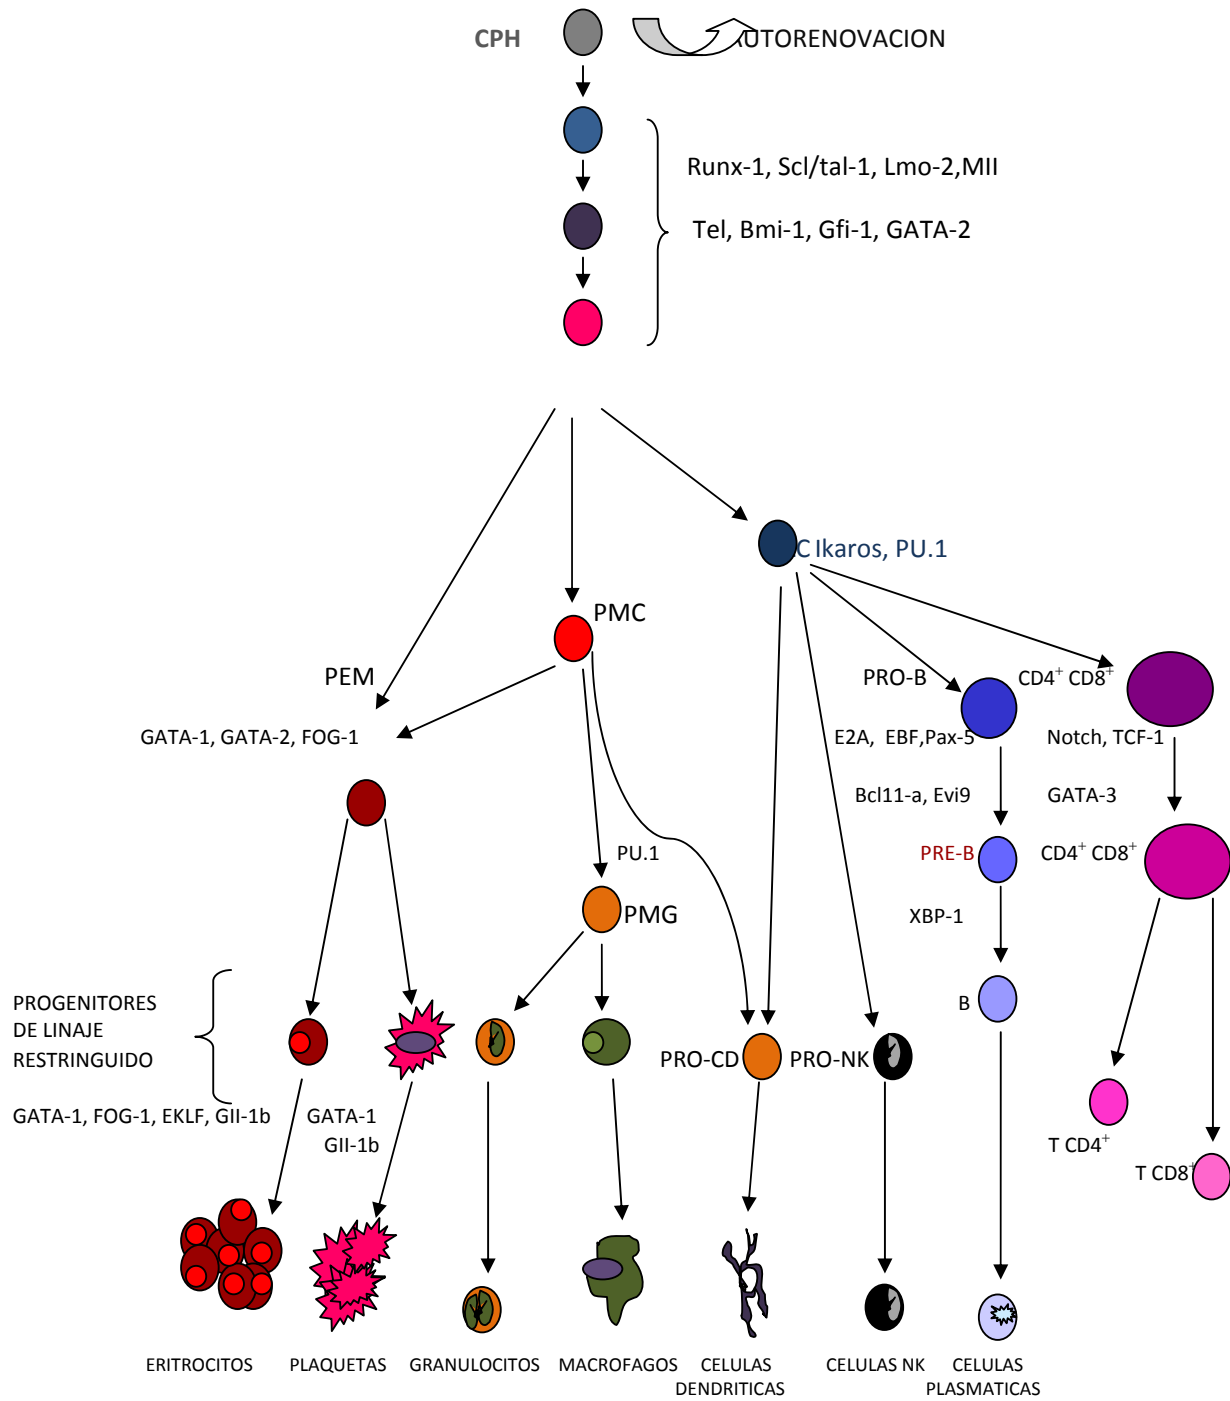 CPH
AUTORENOVACION
Runx-1, Scl/tal-1, Lmo-2,MII
Tel, Bmi-1, Gfi-1, GATA-2
C Ikaros, PU.1
PMC
PEM
PRO-B
CD4⁺ CD8⁺
GATA-1, GATA-2, FOG-1
E2A, EBF,Pax-5
Notch, TCF-1
Bcl11-a, Evi9
GATA-3
PU.1
PRE-B
CD4⁺ CD8⁺
PMG
XBP-1
PROGENITORES
DE LINAJE
RESTRINGUIDO
B
PRO-CD
PRO-NK
GATA-1, FOG-1, EKLF, GII-1b
GATA-1
GII-1b
T CD4⁺
T CD8⁺
ERITROCITOS
PLAQUETAS
GRANULOCITOS
MACROFAGOS
CELULAS
DENDRITICAS
CELULAS NK
CELULAS
PLASMATICAS